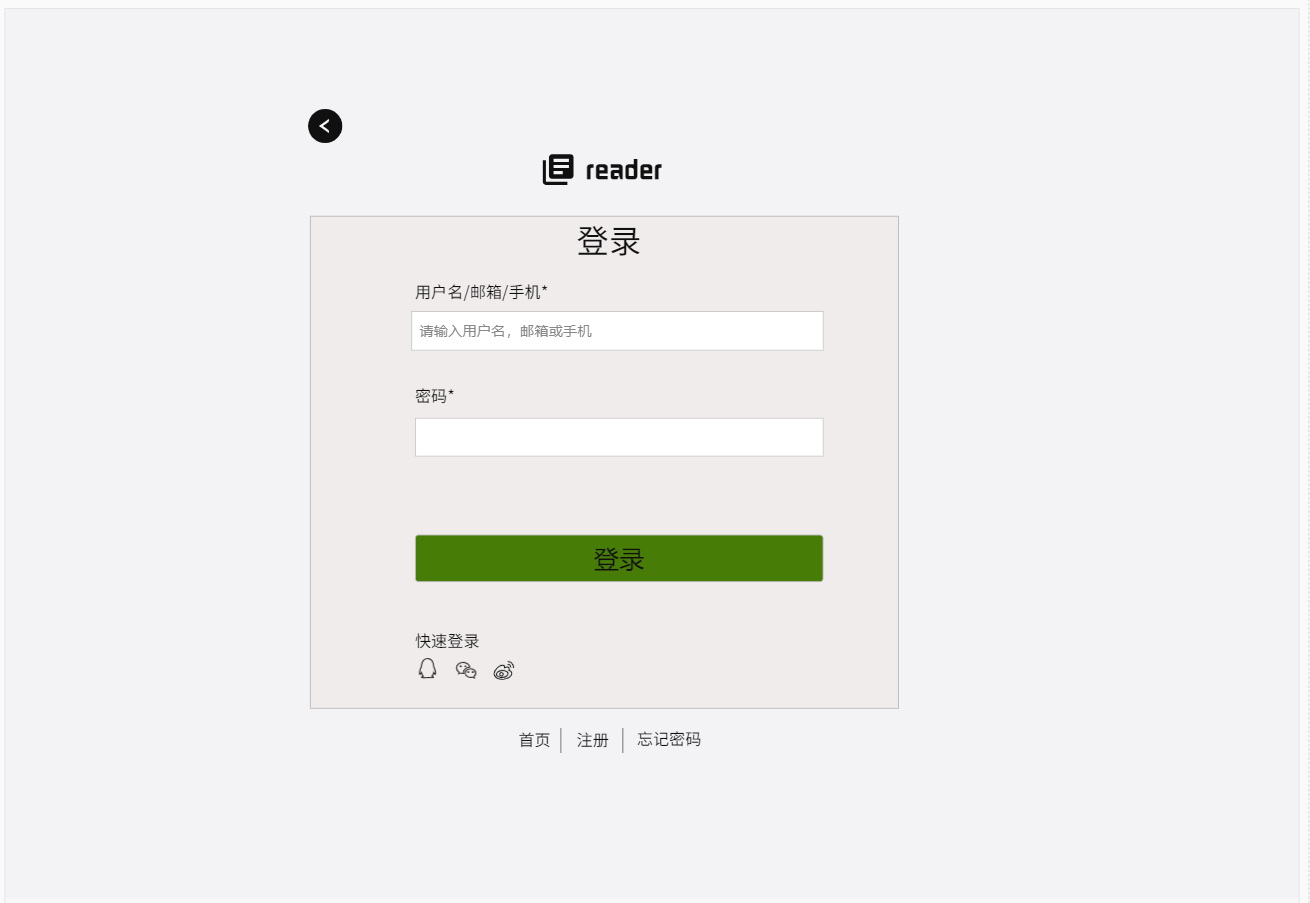 reader
登录
用户名/邮箱/手机*
请输入用户名，邮箱或手机
密码*
登录
快速登录
首页 注册 忘记密码